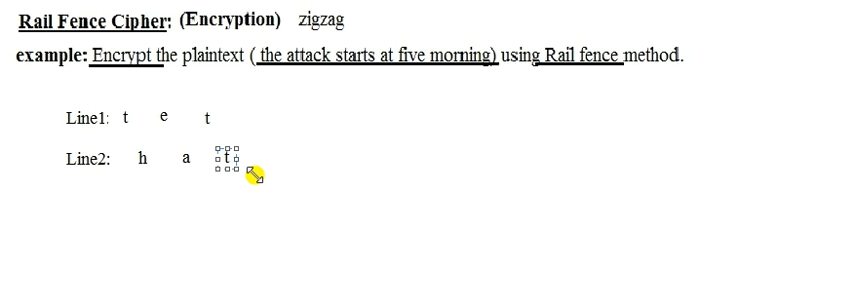 Rail Fence Cipher: (Encryption) zigzag
example: Encrypt the plaintext ( the attack starts at five morning) using Rail fence method.
Line1: t e t
Line2: h a t